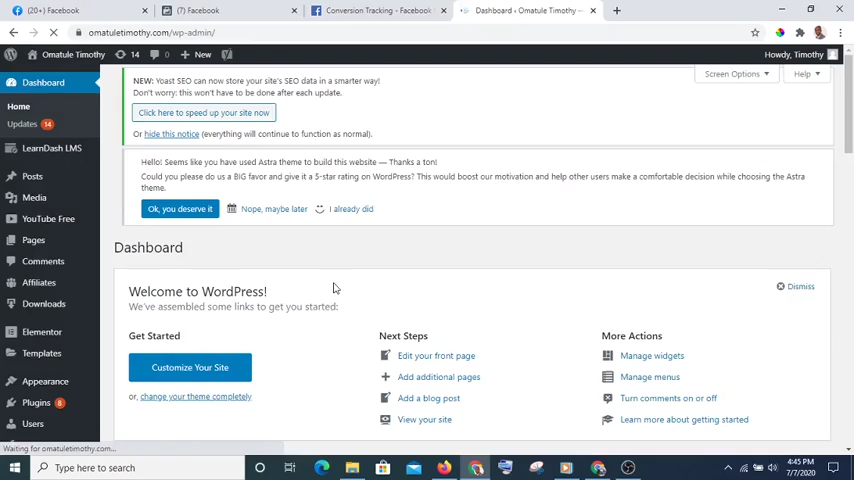 (20+) Facebook
(7) Facebook
Conversion Tracking - Facebook
Dashboard ‹ Omatule Timothy —
omatuletimothy.com/wp-admin/
Omatule Timothy
14
0
New
Howdy, Timothy
Dashboard
Home
Updates 14
LearnDash LMS
Posts
Media
YouTube Free
Pages
Comments
Affiliates
Downloads
Elementor
Templates
Appearance
Plugins 8
Users
Screen Options
Help
NEW: Yoast SEO can now store your site's SEO data in a smarter way!
Don't worry: this won't have to be done after each update.
Click here to speed up your site now
Or hide this notice (everything will continue to function as normal).
Hello! Seems like you have used Astra theme to build this website — Thanks a ton!
Could you please do us a BIG favor and give it a 5-star rating on WordPress? This would boost our motivation and help other users make a comfortable decision while choosing the Astra
theme.
Ok, you deserve it
Nope, maybe later
I already did
Dashboard
Welcome to WordPress!
We've assembled some links to get you started:
Dismiss
Get Started
Customize Your Site
or, change your theme completely
Next Steps
Edit your front page
Add additional pages
Add a blog post
View your site
More Actions
Manage widgets
Manage menus
Turn comments on or off
Learn more about getting started
Waiting for omatuletimothy.com...
Type here to search
4:45 PM
7/7/2020